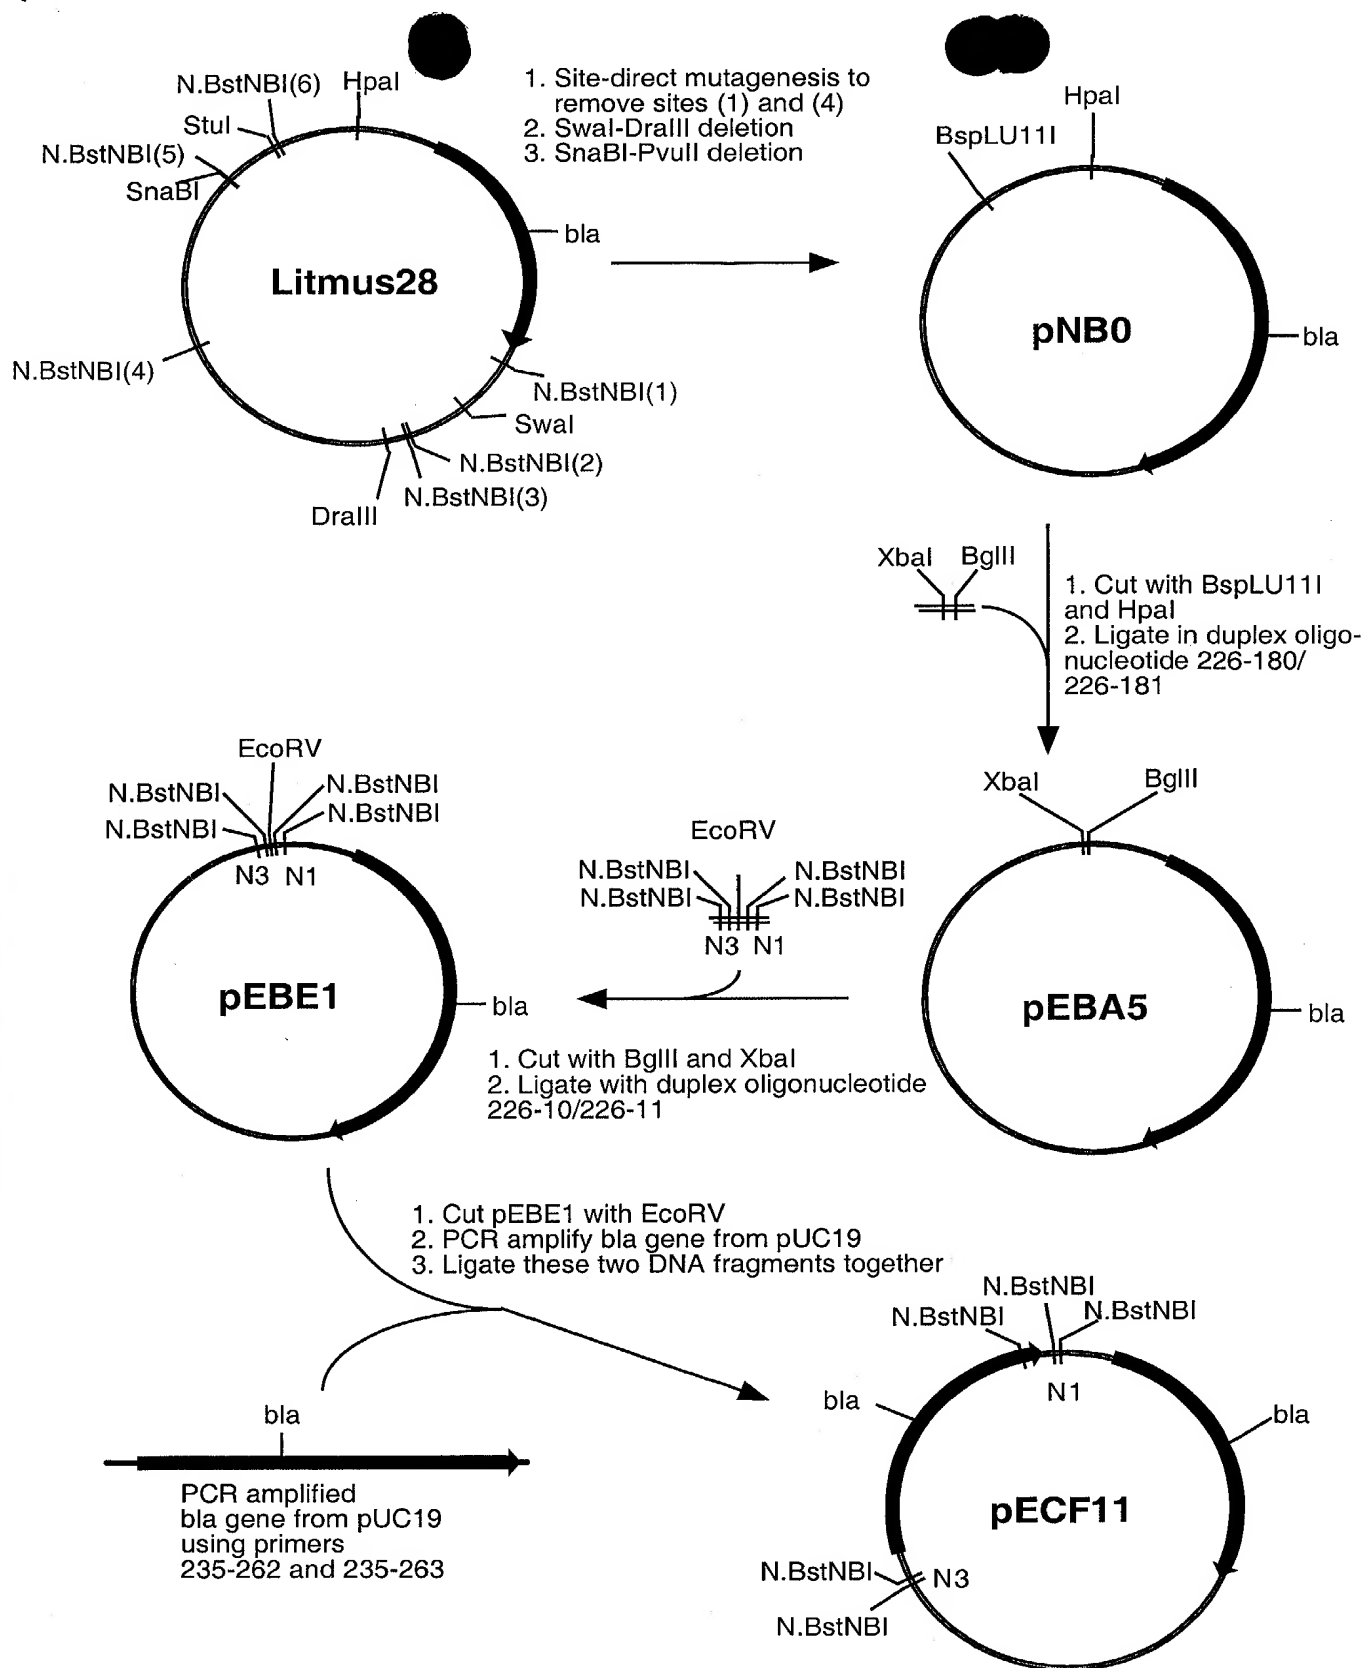 N.BstNBI(6)
HpaI
StuI
N.BstNBI(5)
SnaBI
bla
Litmus28
N.BstNBI(4)
N.BstNBI(1)
SwaI
N.BstNBI(2)
N.BstNBI(3)
DraIII
1. Site-direct mutagenesis to
remove sites (1) and (4)
2. SwaI-DraIII deletion
3. SnaBI-PvuII deletion
HpaI
BspLU11I
pNB0
bla
XbaI
BglII
1. Cut with BspLU11I
and HpaI
2. Ligate in duplex oligo-
nucleotide 226-180/
226-181
XbaI
BglII
pEBA5
bla
EcoRV
N.BstNBI
N.BstNBI
N.BstNBI
N.BstNBI
N3 N1
1. Cut with BglII and XbaI
2. Ligate with duplex oligonucleotide
226-10/226-11
EcoRV
N.BstNBI
N.BstNBI
N.BstNBI
N.BstNBI
N3 N1
pEBE1
bla
1. Cut pEBE1 with EcoRV
2. PCR amplify bla gene from pUC19
3. Ligate these two DNA fragments together
bla
PCR amplified
bla gene from pUC19
using primers
235-262 and 235-263
N.BstNBI
N.BstNBI
N.BstNBI
N1
bla
bla
pECF11
N.BstNBI
N3
N.BstNBI